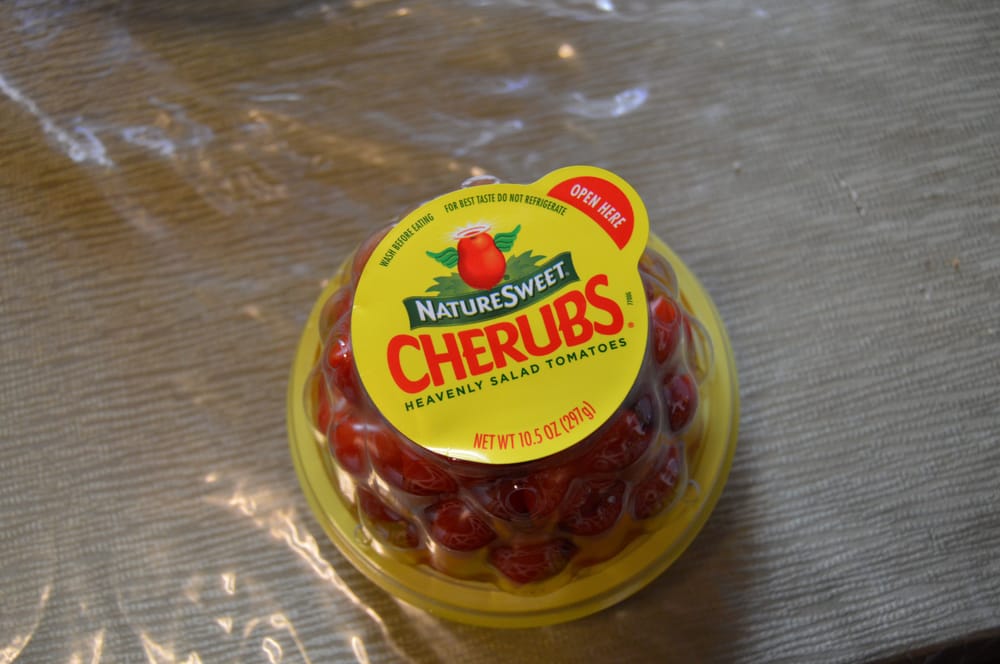 WASH BEFORE EATING
FOR BEST TASTE DO NOT REFRIGERATE
OPEN HERE
NATURESWEET®
CHERUBS®
HEAVENLY SALAD TOMATOES
NET WT 10.5 OZ (297g)